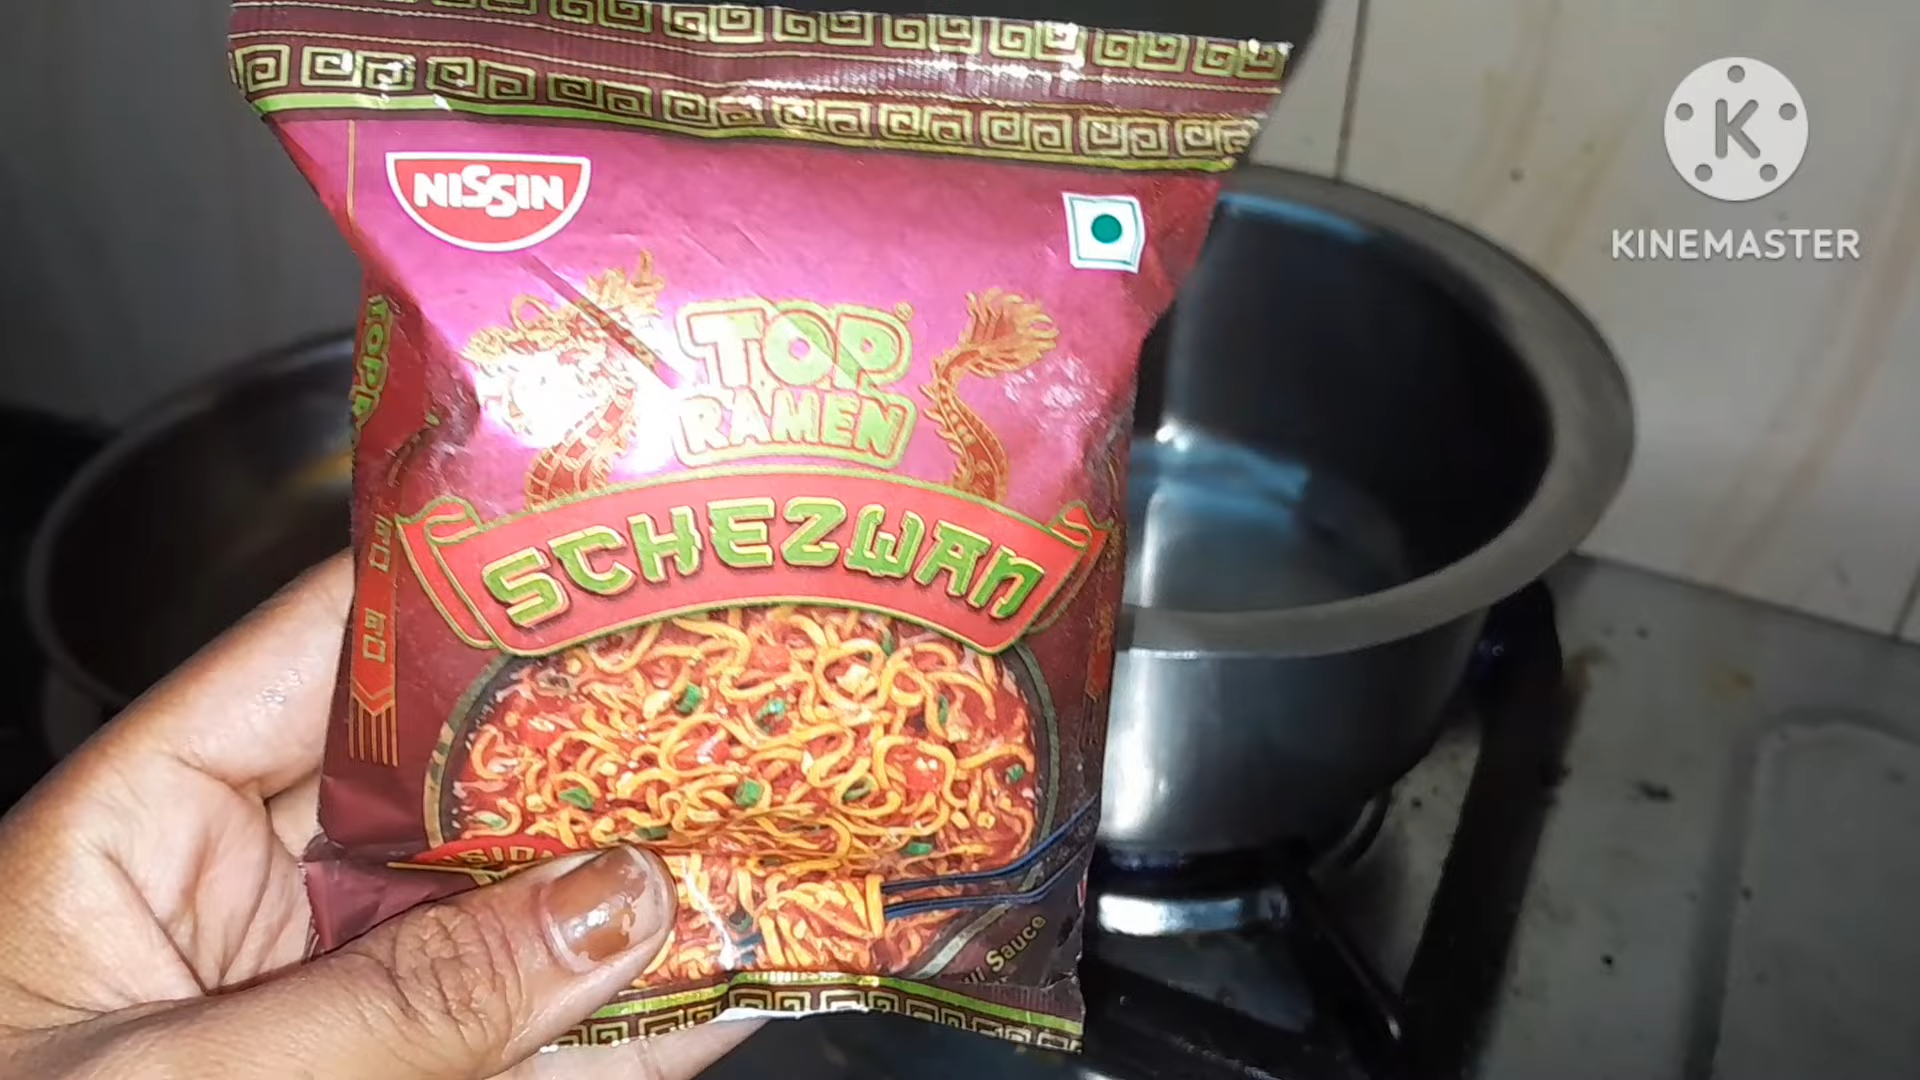 NISSIN
TOP
RAMEN
SCHEZWAN
Sauce
K
KINEMASTER